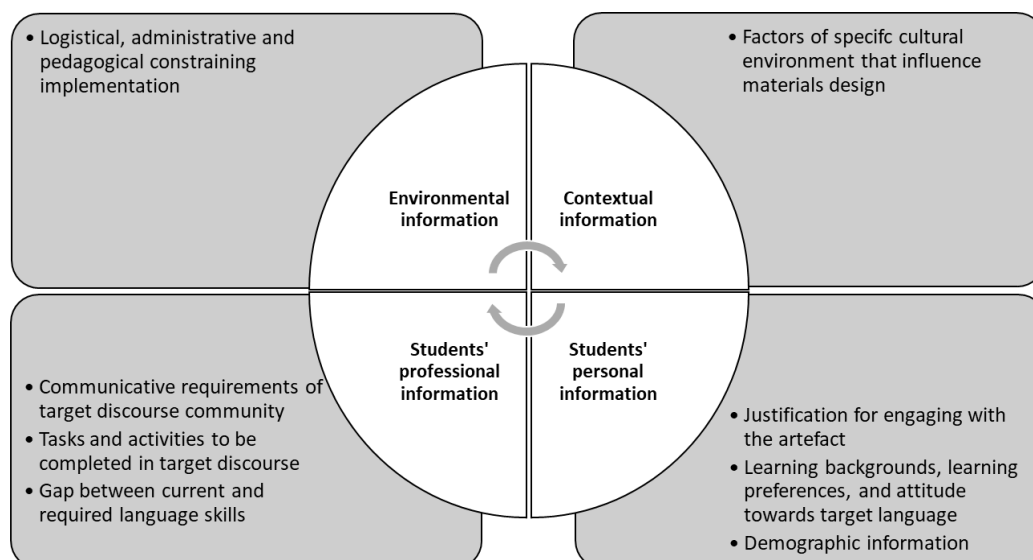 • Logistical, administrative and
pedagogical constraining
implementation
• Factors of specifc cultural
environment that influence
materials design
Environmental
information
Contextual
information
Students'
professional
information
Students'
personal
information
• Communicative requirements of
target discourse community
• Tasks and activities to be
completed in target discourse
• Gap between current and
required language skills
• Justification for engaging with
the artefact
• Learning backgrounds, learning
preferences, and attitude
towards target language
• Demographic information